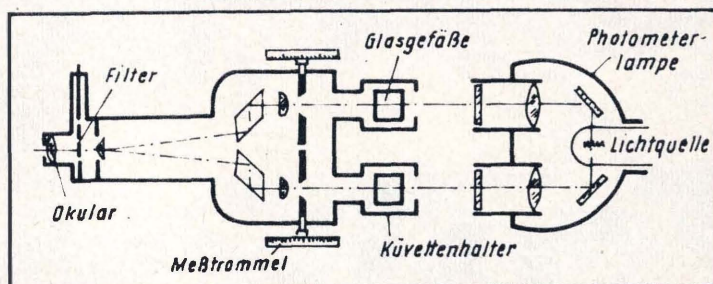 Glasgefäße
Photometer-
lampe
Filter
Lichtquelle
Okular
Meßtrommel
Küvettenhalter